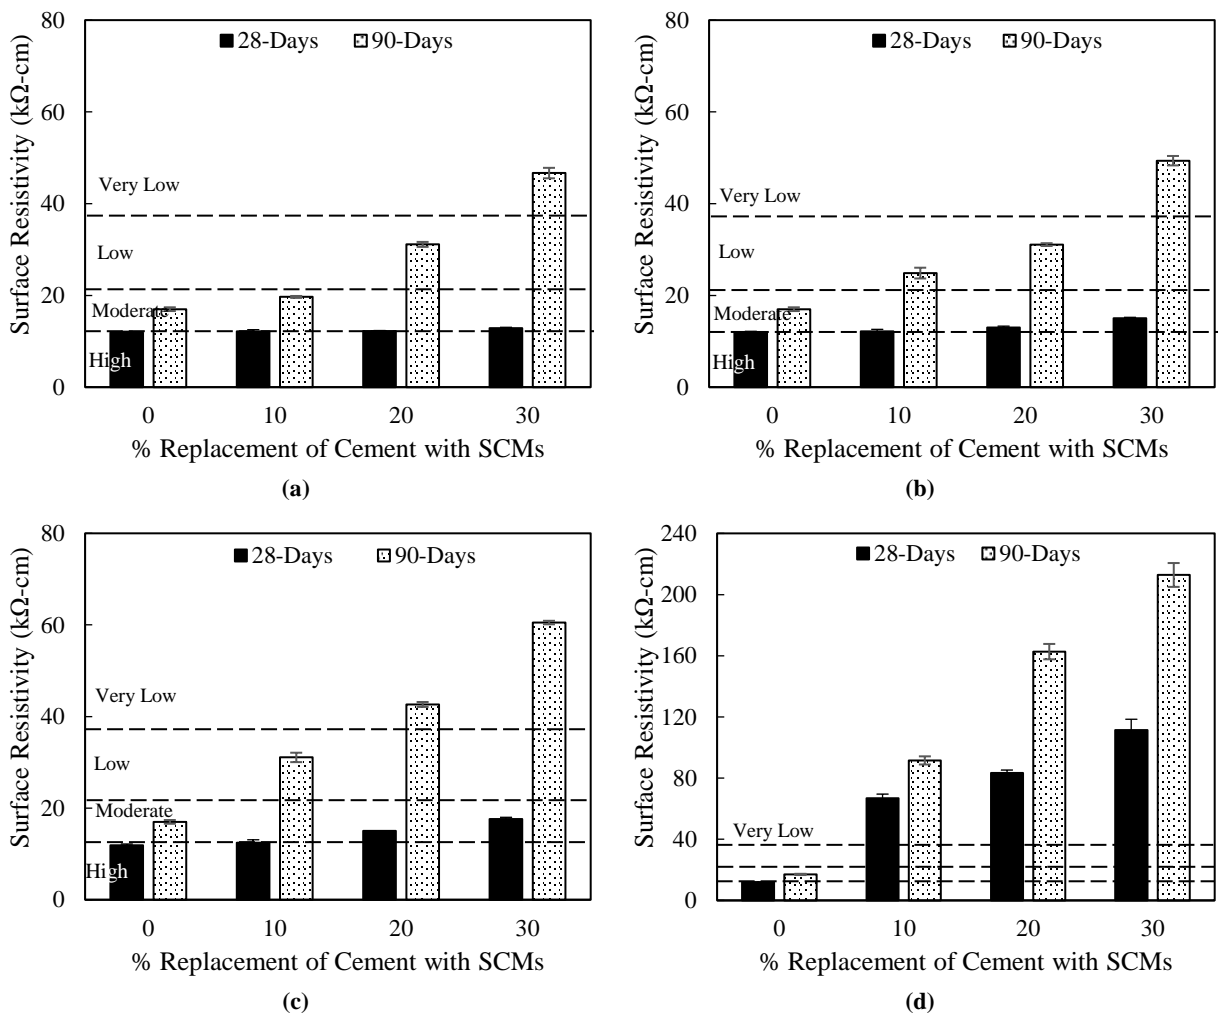 28-Days 90-Days
Surface Resistivity (kΩ-cm)
80
60
40
20
0
Very Low
Low
Moderate
High
0 10 20 30
% Replacement of Cement with SCMs
(a)
28-Days 90-Days
Surface Resistivity (kΩ-cm)
80
60
40
20
0
Very Low
Low
Moderate
High
0 10 20 30
% Replacement of Cement with SCMs
(b)
28-Days 90-Days
Surface Resistivity (kΩ-cm)
80
60
40
20
0
Very Low
Low
Moderate
High
0 10 20 30
% Replacement of Cement with SCMs
(c)
28-Days 90-Days
Surface Resistivity (kΩ-cm)
240
200
160
120
80
40
0
Very Low
0 10 20 30
% Replacement of Cement with SCMs
(d)